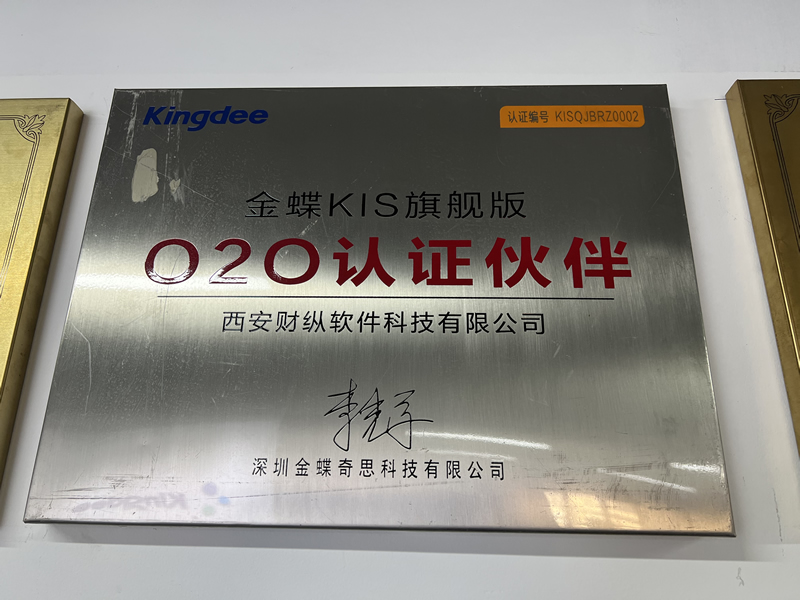 Kingdee
认证编号 KISQJBRZ0002
金蝶KIS旗舰版
O2O认证伙伴
西安财纵软件科技有限公司
深圳金蝶奇思科技有限公司